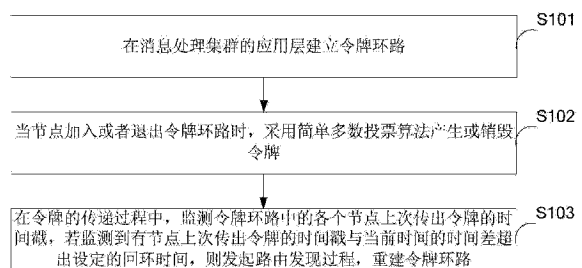 S101
在消息处理集群的应用层建立令牌环路
S102
当节点加入或者退出令牌环路时，采用简单多数投票算法产生或销毁
令牌
S103
在令牌的传递过程中，监测令牌环路中的各个节点上次传出令牌的时
间戳，若监测到有节点上次传出令牌的时间戳与当前时间的时间差超
出设定的回环时间，则发起路由发现过程，重建令牌环路